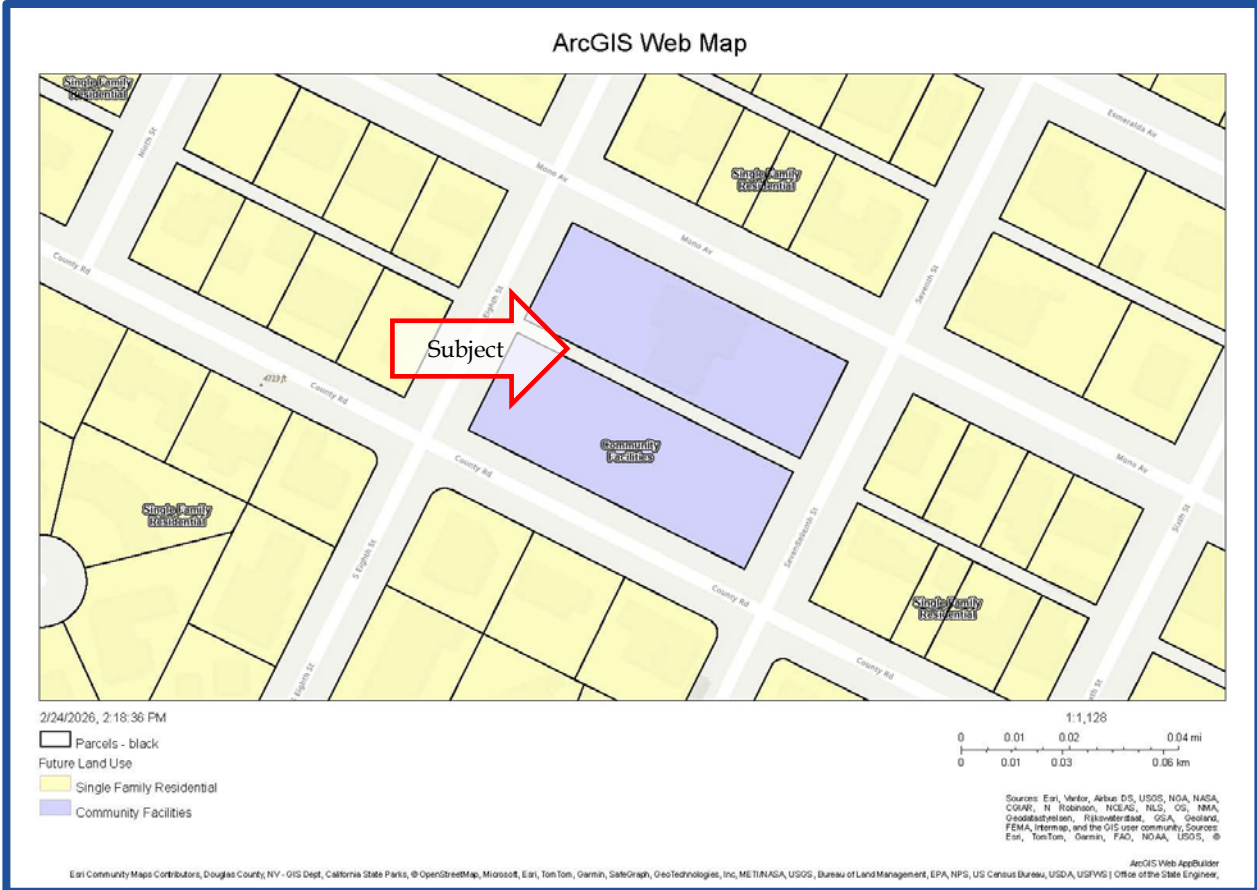 ArcGIS Web Map
Single Family
Residential
Ninth St
Esmeralda Av
Mono Av
Single Family
Residential
Mono Av
County Rd
Seventh St
Eighth St
Subject
4723 ft
County Rd
Community
Facilities
County Rd
Mono Av
Single Family
Residential
Sixth St
S Eighth St
County Rd
Single Family
Residential
County Rd
S Eighth St
2/24/2026, 2:18:36 PM
Parcels - black
Future Land Use
Single Family Residential
Community Facilities
1:1,128
0 0.01 0.02 0.04 mi
0 0.01 0.03 0.06 km
Sources: Esri, Vantor, Airbus DS, USGS, NGA, NASA,
CGIAR, N Robinson, NCEAS, NLS, OS, NMA,
Geodatastyrelsen, Rijkswaterstaat, GSA, Geoland,
FEMA, Intermap, and the GIS user community, Sources:
Esri, TomTom, Garmin, FAO, NOAA, USGS, ©
ArcGIS Web AppBuilder
Esri Community Maps Contributors, Douglas County, NV - GIS Dept, California State Parks, © OpenStreetMap, Microsoft, Esri, TomTom, Garmin, SafeGraph, GeoTechnologies, Inc, METI/NASA, USGS, Bureau of Land Management, EPA, NPS, US Census Bureau, USDA, USFWS | Office of the State Engineer,